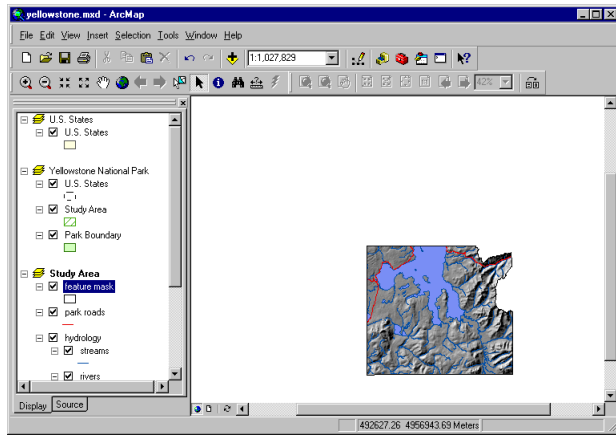 yellowstone.mxd - ArcMap
File Edit View Insert Selection Tools Window Help
1:1,027,829
42%
U.S. States
U.S. States
Yellowstone National Park
U.S. States
Study Area
Park Boundary
Study Area
feature mask
park roads
hydrology
streams
rivers
Display Source
492627.26 4956943.69 Meters